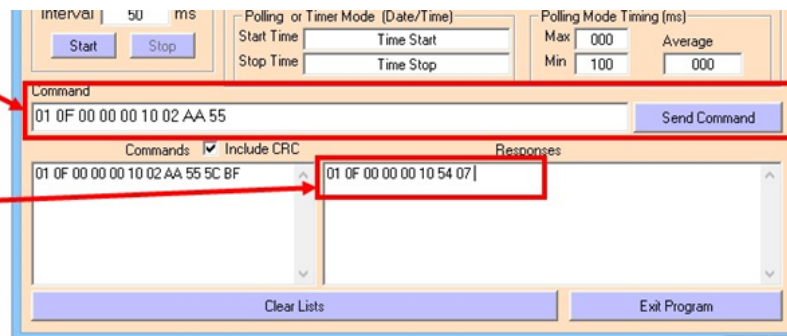 Interval 50 ms
Polling or Timer Mode (Date/Time)
Polling Mode Timing (ms)
Start Stop
Start Time Time Start
Max 000 Average
Stop Time Time Stop
Min 100 000
Command
01 0F 00 00 00 10 02 AA 55 Send Command
Commands Include CRC Responses
01 0F 00 00 00 10 02 AA 55 5C BF
01 0F 00 00 00 10 54 07
Clear Lists Exit Program